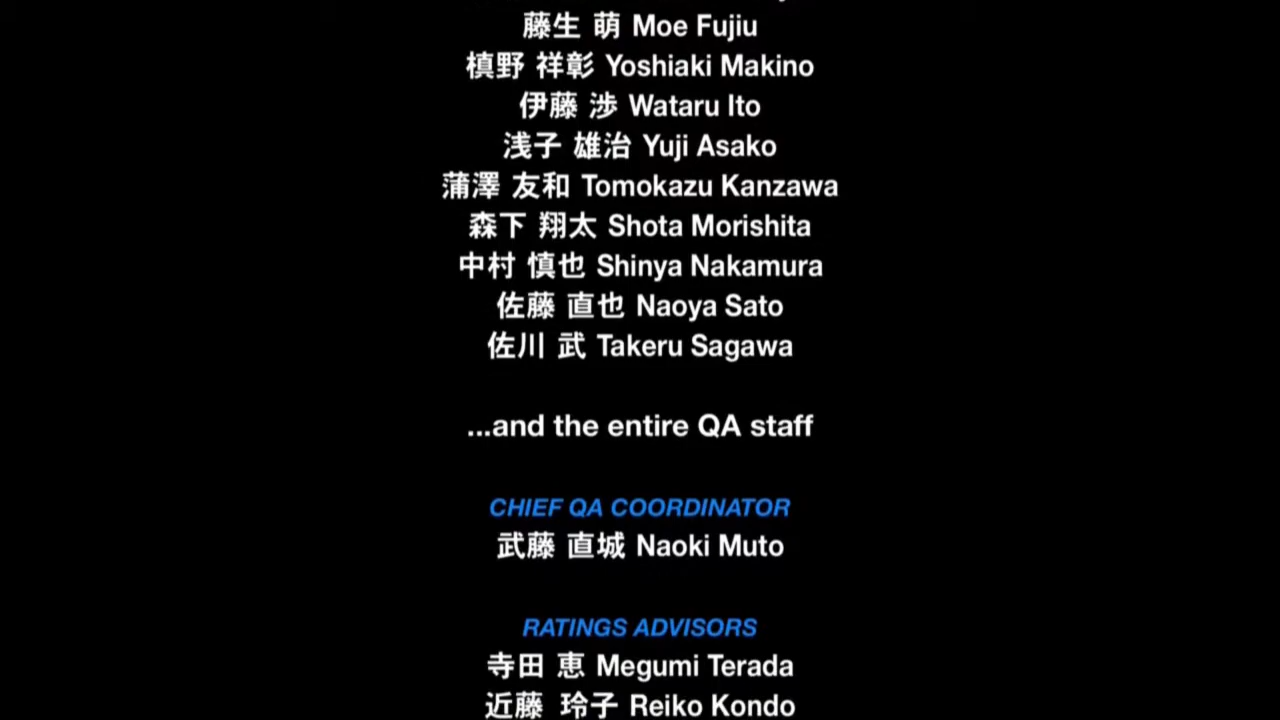 藤生 萌 Moe Fujiu
槙野 祥彰 Yoshiaki Makino
伊藤 渉 Wataru Ito
浅子 雄治 Yuji Asako
蒲澤 友和 Tomokazu Kanzawa
森下 翔太 Shota Morishita
中村 慎也 Shinya Nakamura
佐藤 直也 Naoya Sato
佐川 武 Takeru Sagawa
...and the entire QA staff
CHIEF QA COORDINATOR
武藤 直城 Naoki Muto
RATINGS ADVISORS
寺田 恵 Megumi Terada
近藤 玲子 Reiko Kondo